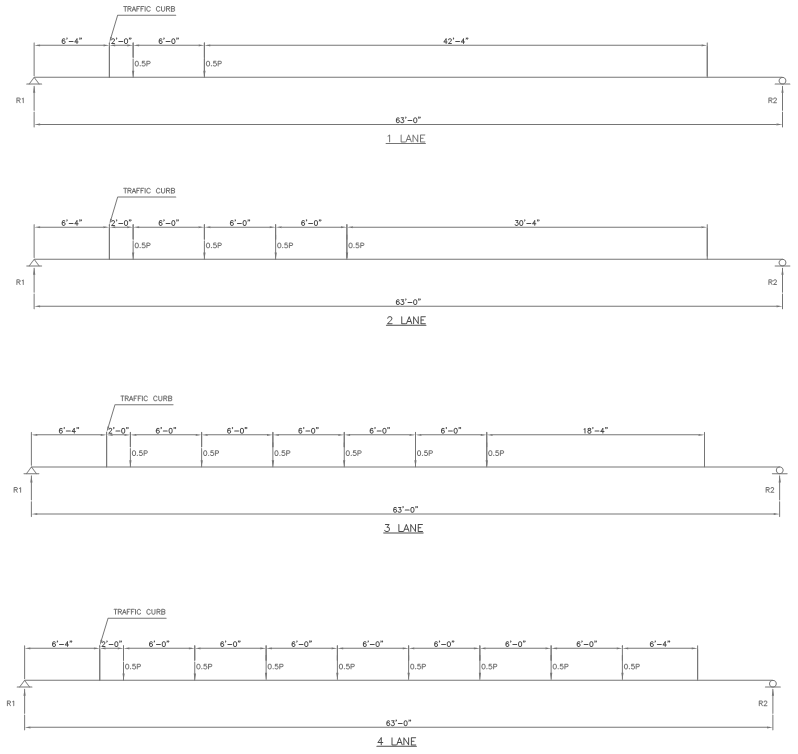 TRAFFIC CURB
6'-4" 2'-0" 6'-0" 42'-4"
0.5P 0.5P
R1 R2
63'-0"
1 LANE
TRAFFIC CURB
6'-4" 2'-0" 6'-0" 6'-0" 6'-0" 30'-4"
0.5P 0.5P 0.5P 0.5P
R1 R2
63'-0"
2 LANE
TRAFFIC CURB
6'-4" 2'-0" 6'-0" 6'-0" 6'-0" 6'-0" 6'-0" 18'-4"
0.5P 0.5P 0.5P 0.5P 0.5P 0.5P
R1 R2
63'-0"
3 LANE
TRAFFIC CURB
6'-4" 2'-0" 6'-0" 6'-0" 6'-0" 6'-0" 6'-0" 6'-0" 6'-0" 6'-4"
0.5P 0.5P 0.5P 0.5P 0.5P 0.5P 0.5P 0.5P
R1 R2
63'-0"
4 LANE